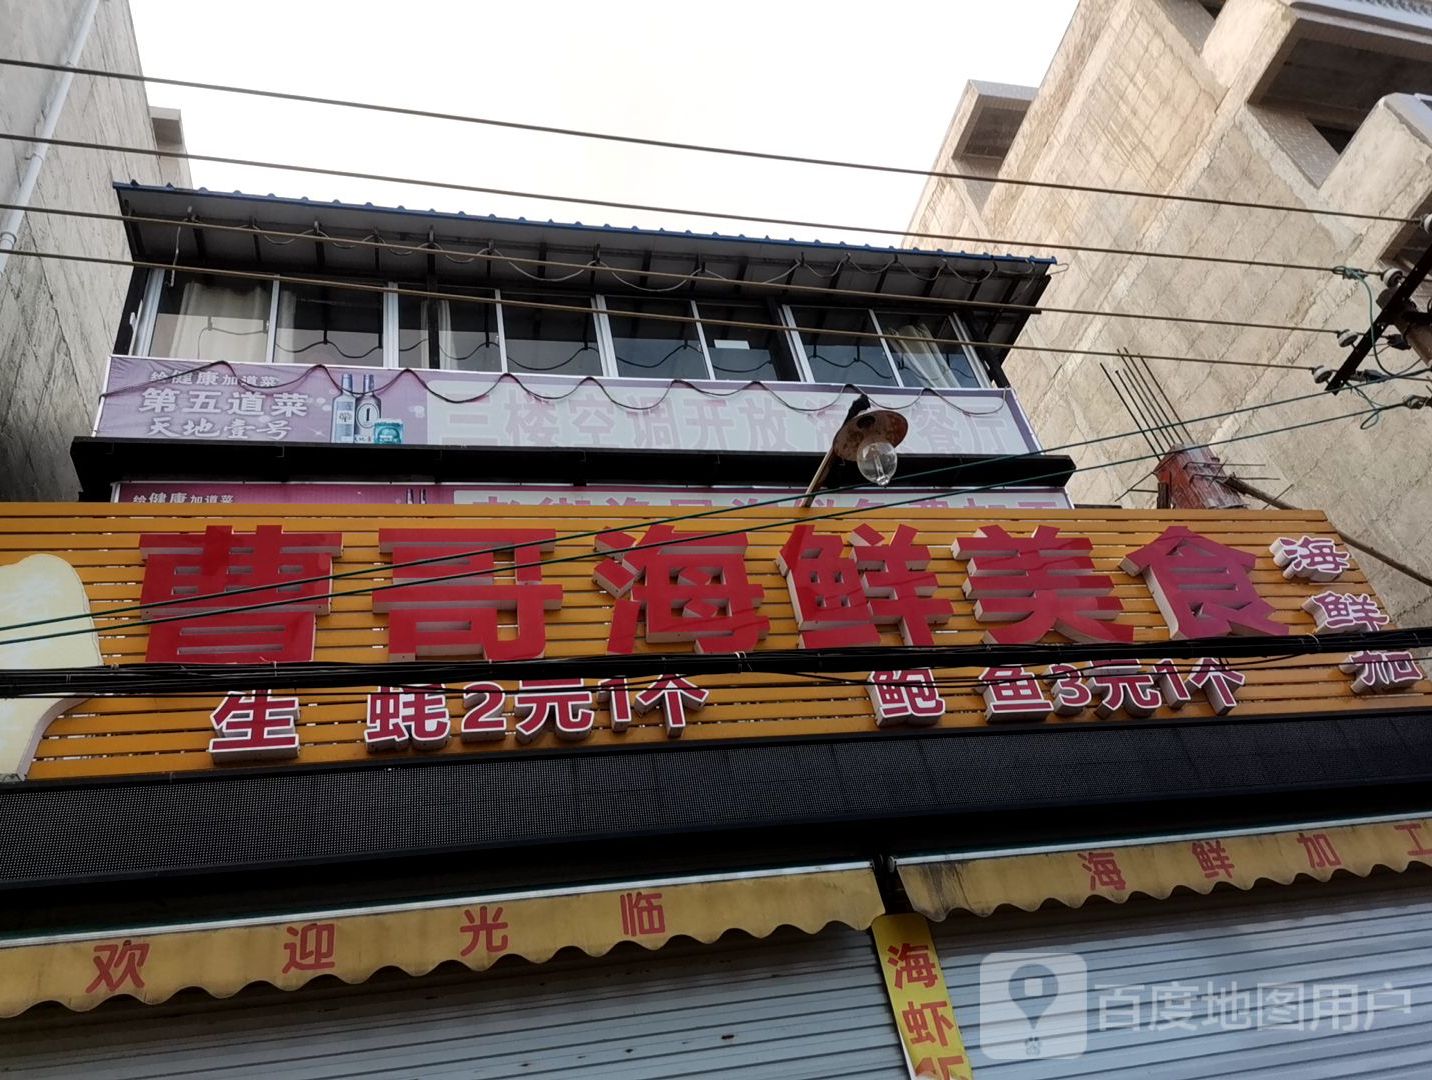 给健康加道菜
第五道菜
天地壹号
三楼空调开放 海 餐厅
给健康加道菜
曹哥海鲜美食
海鲜加
生 蚝2元1个
鲍 鱼3元1个
欢迎光临
海鲜加工
海虾
百度地图用户